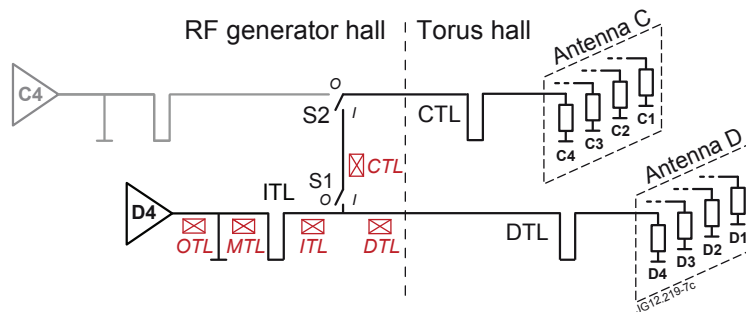 RF generator hall
Torus hall
Antenna C
C4
O
S2
I
CTL
C4
C3
C2
C1
CTL
S1
O
I
ITL
Antenna D
D4
OTL
MTL
ITL
DTL
DTL
D4
D3
D2
D1
JG12.219-7c